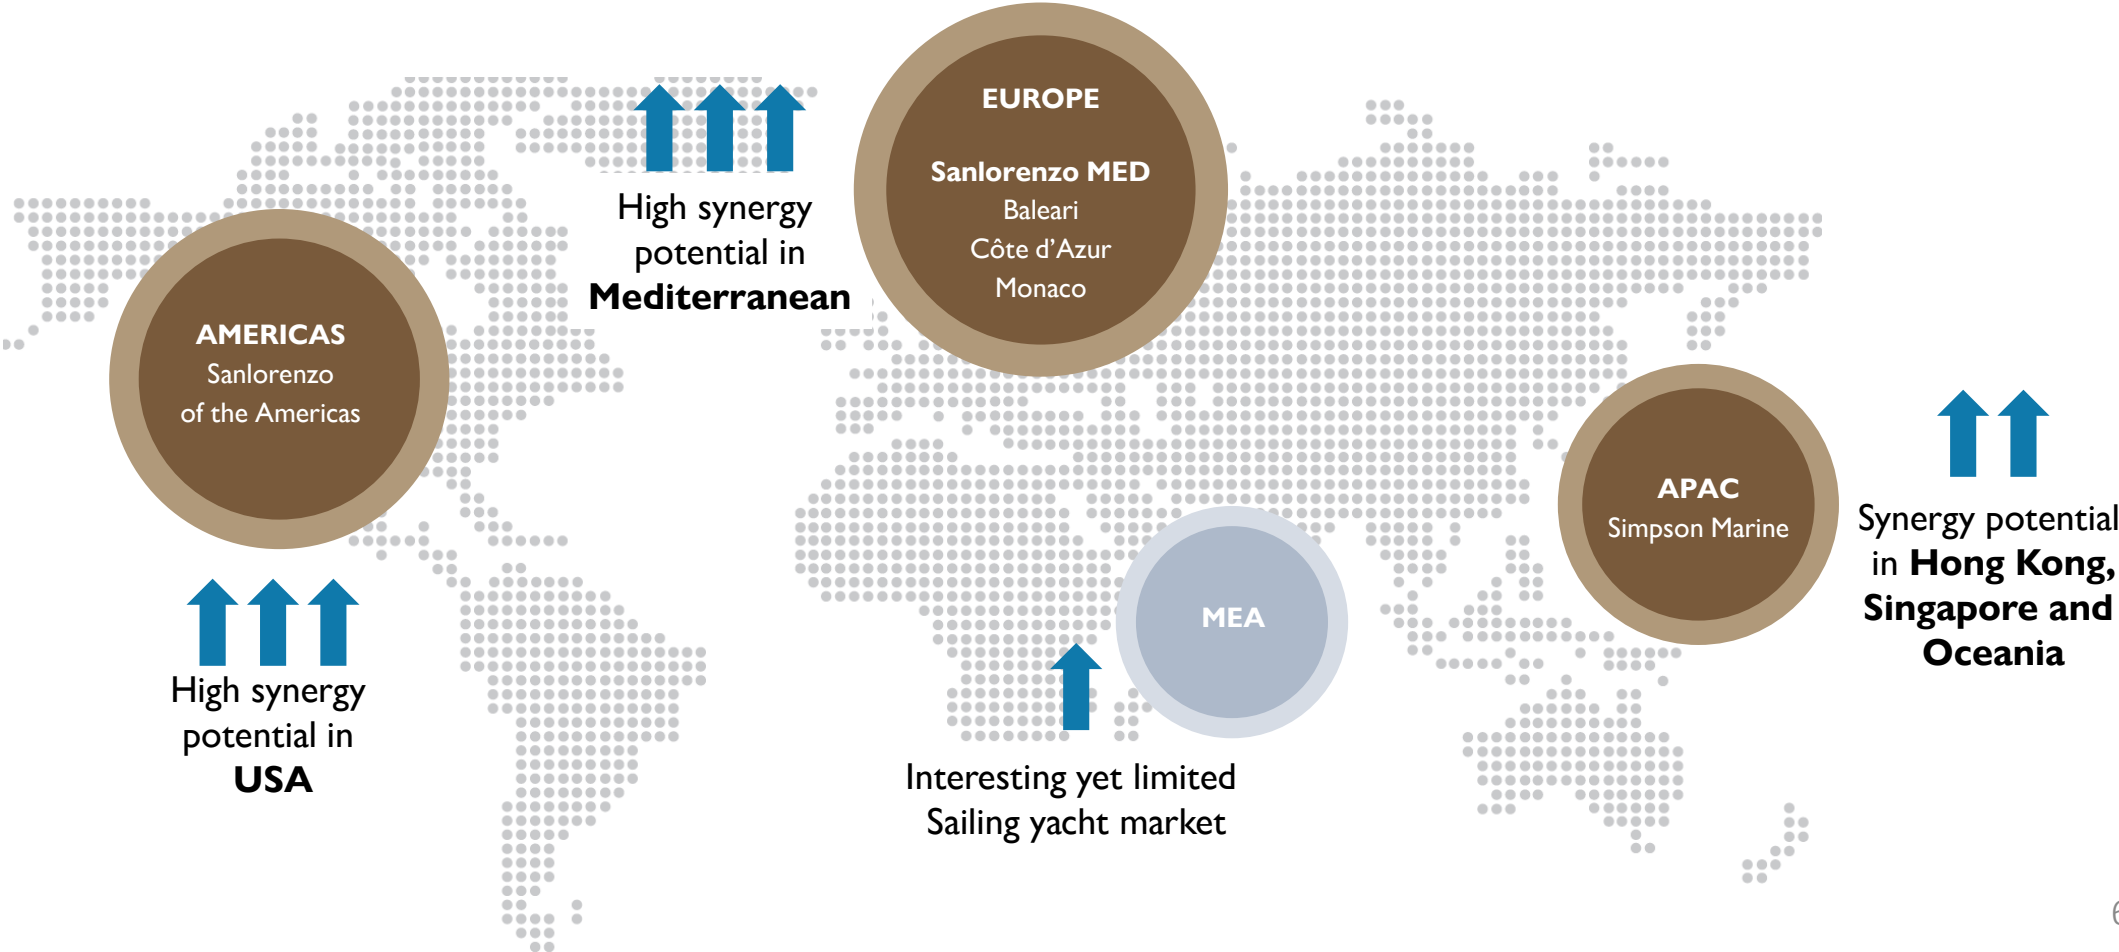 EUROPE
Sanlorenzo MED
Baleari
Côte d'Azur
Monaco
High synergy
potential in
Mediterranean
AMERICAS
Sanlorenzo
of the Americas
High synergy
potential in
USA
APAC
Simpson Marine
Synergy potential
in Hong Kong,
Singapore and
Oceania
MEA
Interesting yet limited
Sailing yacht market